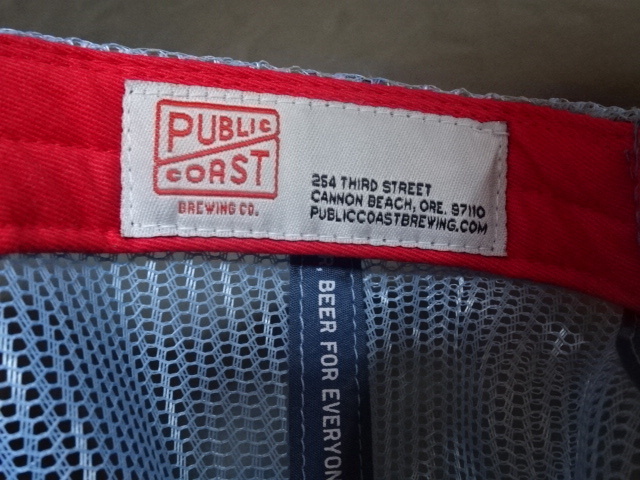 PUBLIC
COAST
BREWING CO.
254 THIRD STREET
CANNON BEACH, ORE. 97110
PUBLICCOASTBREWING.COM
BEER FOR EVERYON